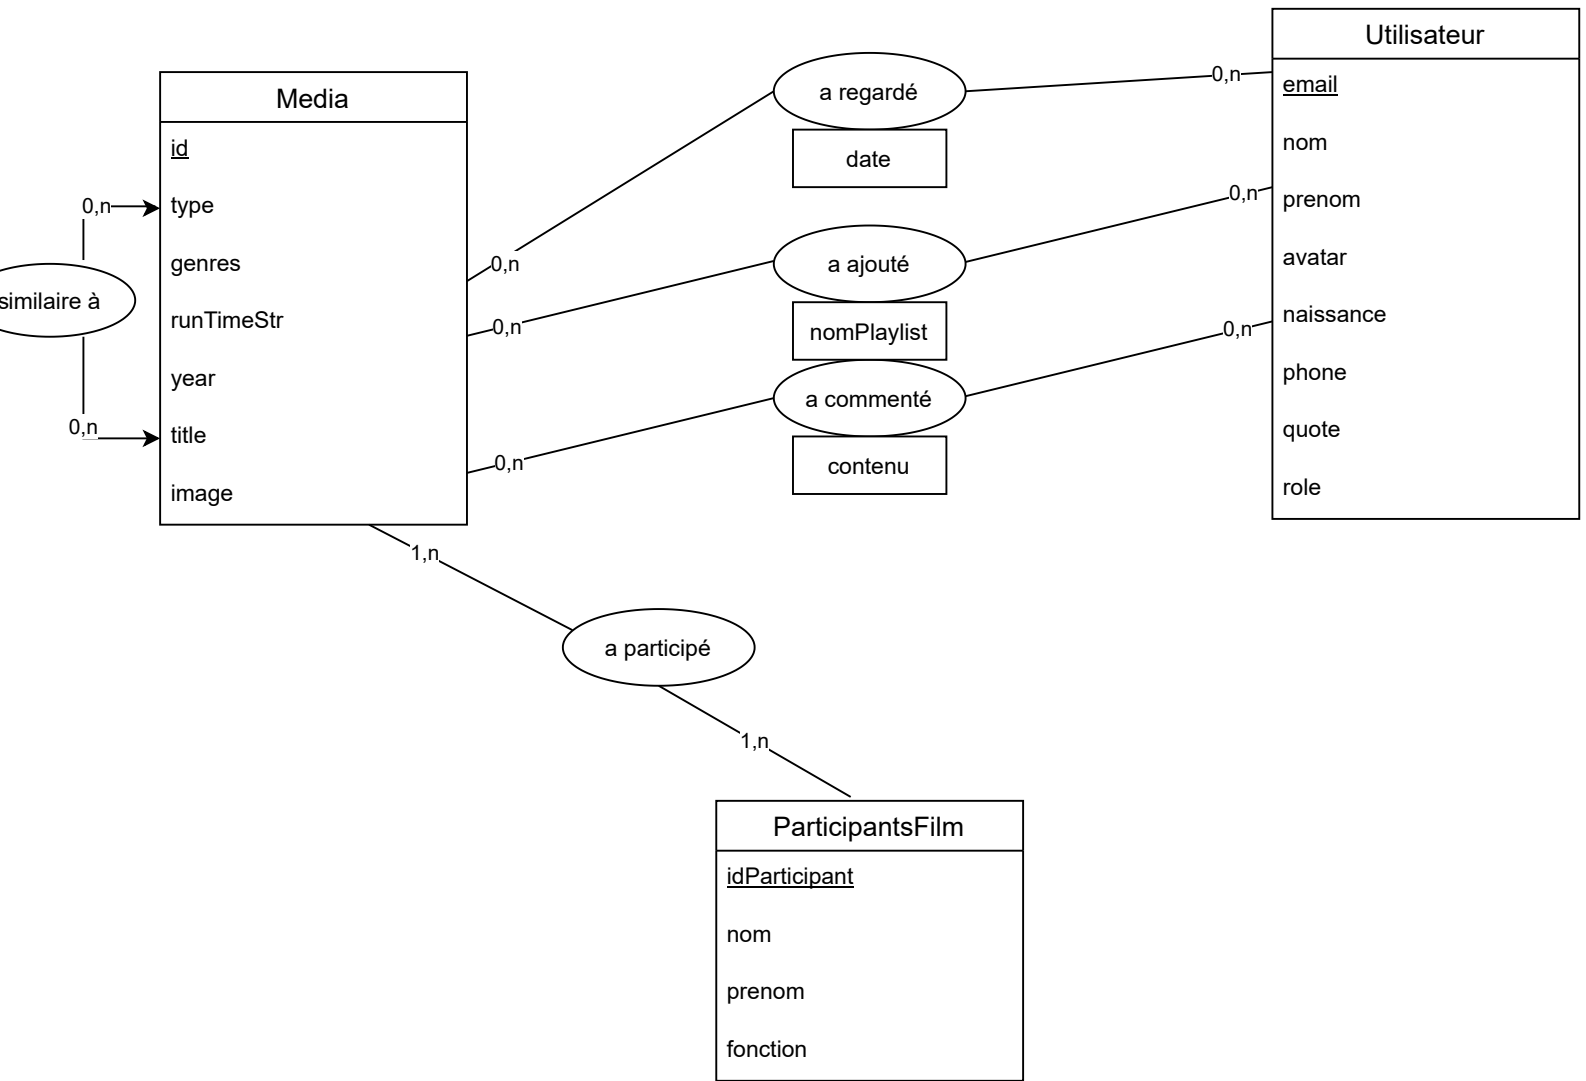 Media
id
type
genres
runTimeStr
year
title
image
0,n
similaire à
0,n
a regardé
date
0,n
0,n
a ajouté
nomPlaylist
0,n
0,n
a commenté
contenu
0,n
0,n
Utilisateur
email
nom
prenom
avatar
naissance
phone
quote
role
1,n
a participé
1,n
ParticipantsFilm
idParticipant
nom
prenom
fonction